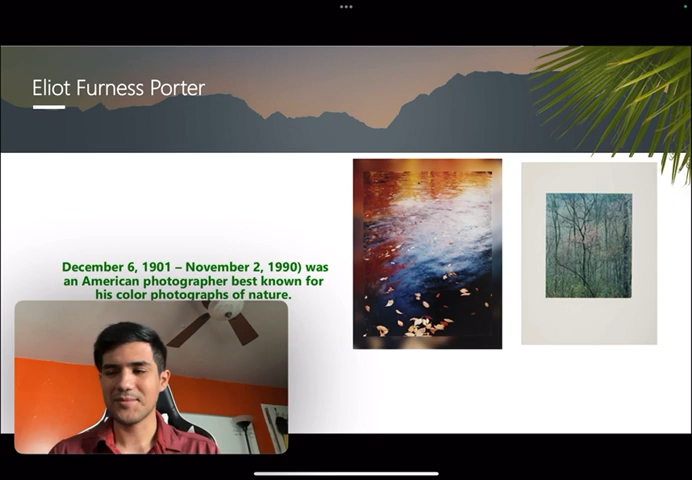 Eliot Furness Porter
December 6, 1901 – November 2, 1990) was
an American photographer best known for
his color photographs of nature.